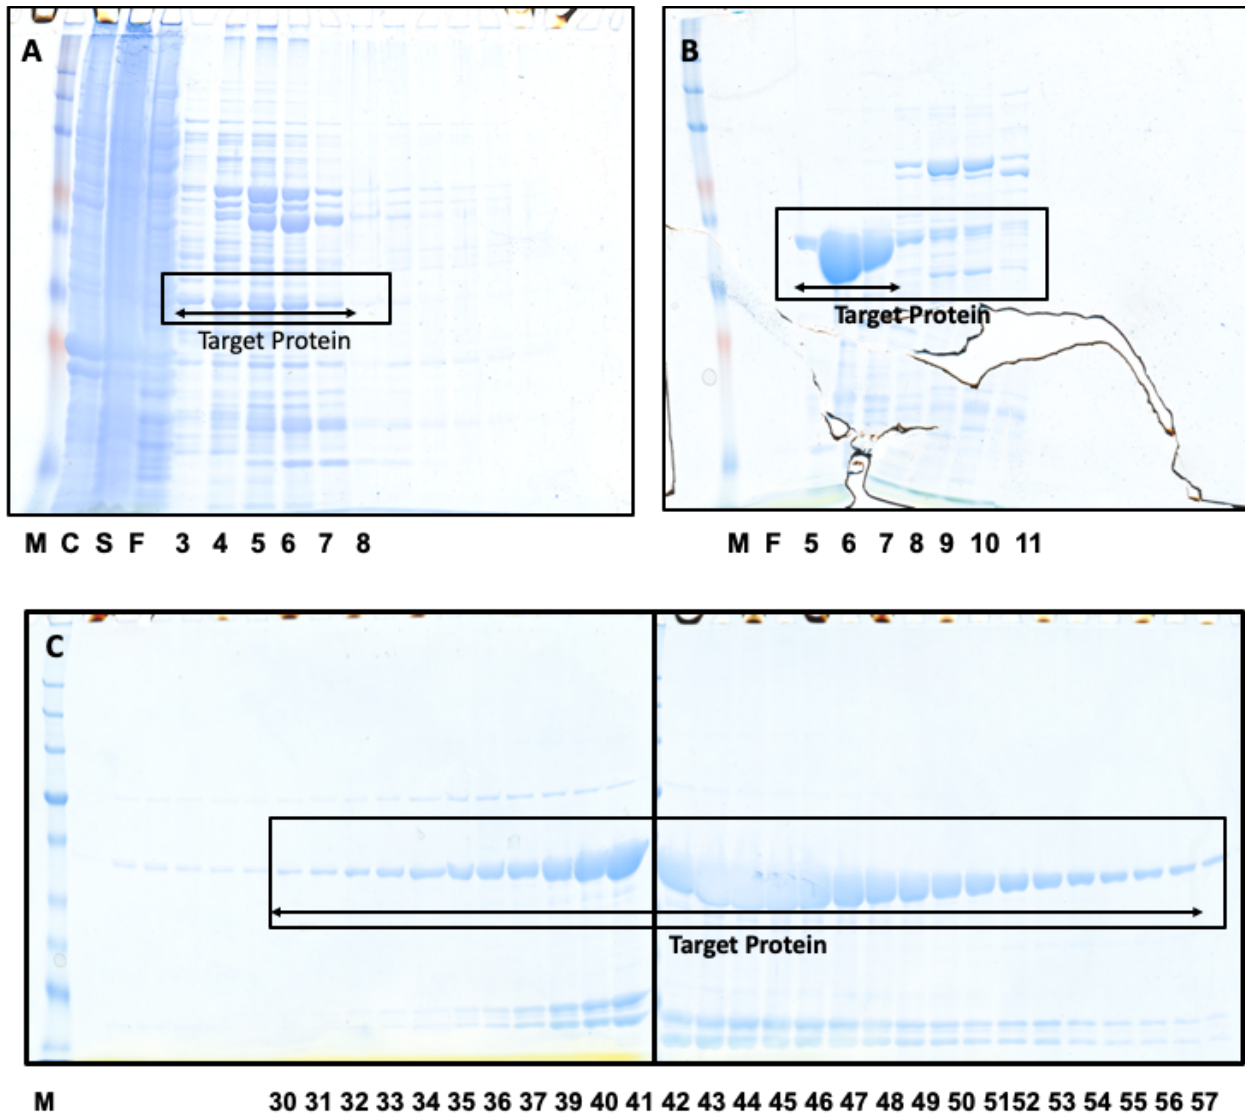 A
B
Target Protein
Target Protein
M C S F 3 4 5 6 7 8
M F 5 6 7 8 9 10 11
C
Target Protein
M 30 31 32 33 34 35 36 37 39 40 41 42 43 44 45 46 47 48 49 50 5152 53 54 55 56 57